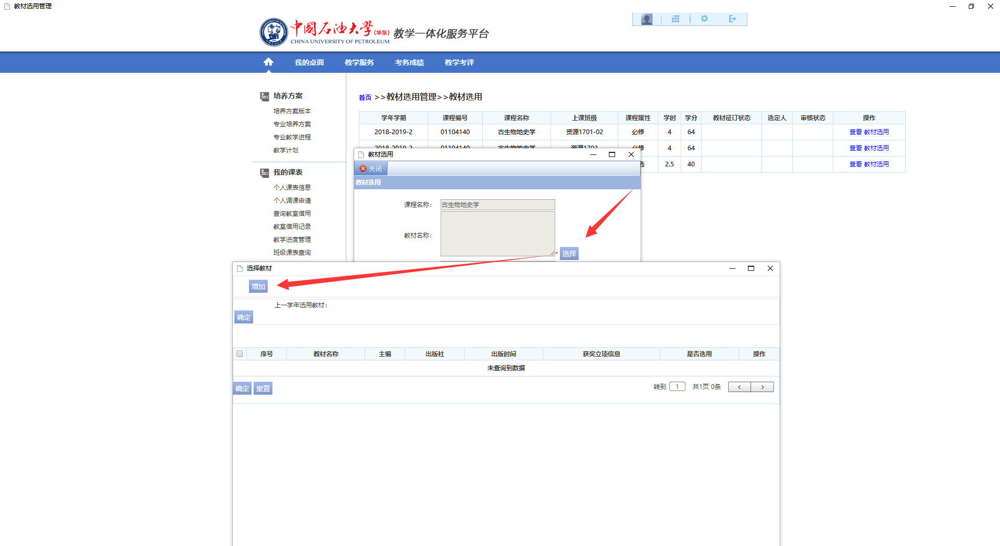 教材选用管理
中国石油大学(华东) 教学一体化服务平台
CHINA UNIVERSITY OF PETROLEUM
我的桌面 教学服务 考务成绩 教学考评
培养方案
培养方案版本
专业培养方案
专业教学进程
教学计划
我的课表
个人课表信息
个人调课申请
查询教室借用
教室借用记录
教学进度管理
班级课表查询
首页 >>教材选用管理>>教材选用
学年学期 课程编号 课程名称 上课班级 课程属性 学时 学分 教材征订状态 选定人 审核状态 操作
2018-2019-2 01104140 古生物地史学 资源1701-02 必修 4 64 查看 教材选用
2018-2019-2 01104140 古生物地史学 资源1703 必修 4 64 查看 教材选用
选 2.5 40 查看 教材选用
教材选用
关闭
教材选用
课程名称: 古生物地史学
教材名称:
* 选择
选择教材
增加
上一学年选用教材:
确定
序号 教材名称 主编 出版社 出版时间 获奖立项信息 是否选用 操作
未查询到数据
确定 重置 转到 1 共1页 0条 < >